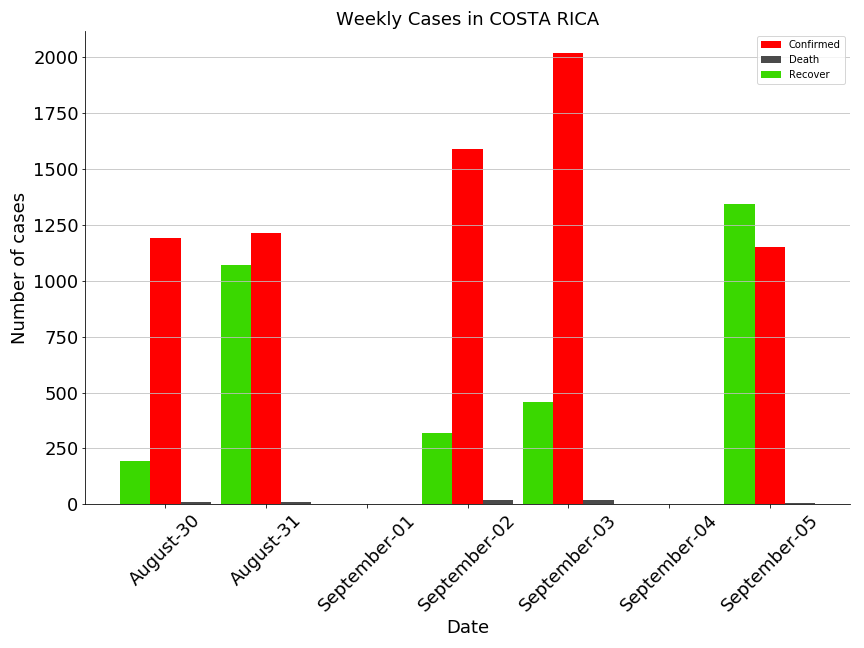 Weekly Cases in COSTA RICA
Confirmed
Death
Recover
Number of cases
2000
1750
1500
1250
1000
750
500
250
0
August-30
August-31
September-01
September-02
September-03
September-04
September-05
Date